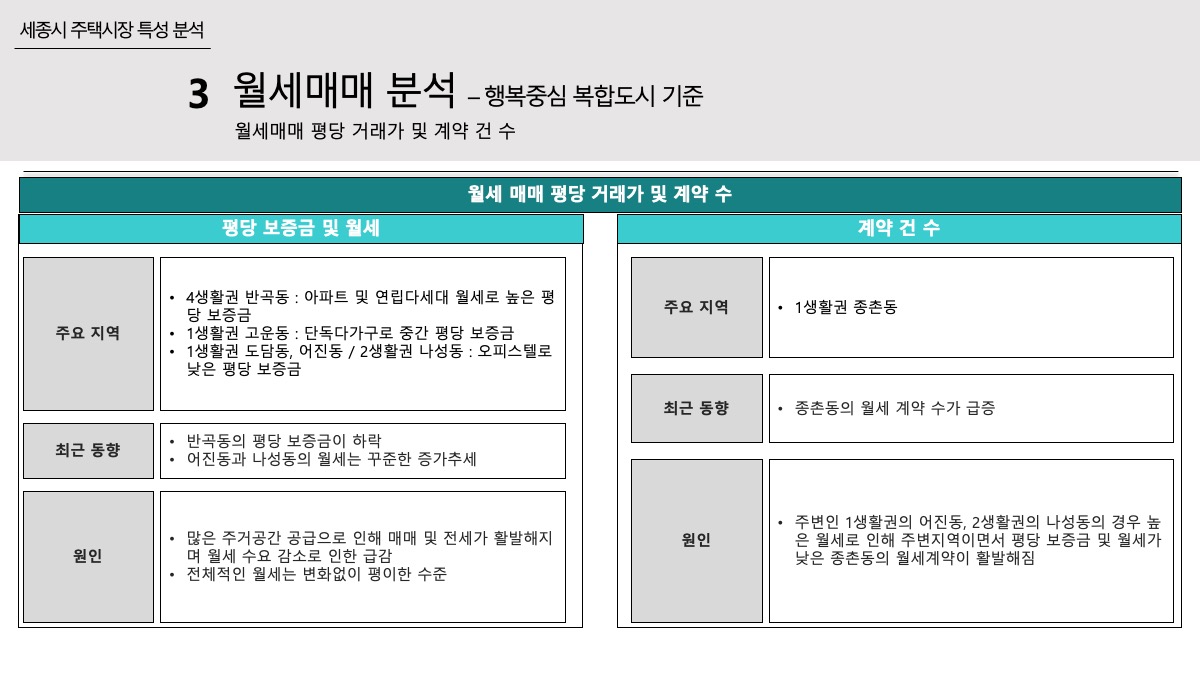 세종시 주택시장 특성 분석
3 월세매매 분석 – 행복중심 복합도시 기준
월세매매 평당 거래가 및 계약 건 수
월세 매매 평당 거래가 및 계약 수
평당 보증금 및 월세
주요 지역
• 4생활권 반곡동 : 아파트 및 연립다세대 월세로 높은 평
당 보증금
• 1생활권 고운동 : 단독다가구로 중간 평당 보증금
• 1생활권 도담동, 어진동 / 2생활권 나성동 : 오피스텔로
낮은 평당 보증금
최근 동향
• 반곡동의 평당 보증금이 하락
• 어진동과 나성동의 월세는 꾸준한 증가추세
원인
• 많은 주거공간 공급으로 인해 매매 및 전세가 활발해지
며 월세 수요 감소로 인한 급감
• 전체적인 월세는 변화없이 평이한 수준
계약 건 수
주요 지역
• 1생활권 종촌동
최근 동향
• 종촌동의 월세 계약 수가 급증
원인
• 주변인 1생활권의 어진동, 2생활권의 나성동의 경우 높
은 월세로 인해 주변지역이면서 평당 보증금 및 월세가
낮은 종촌동의 월세계약이 활발해짐